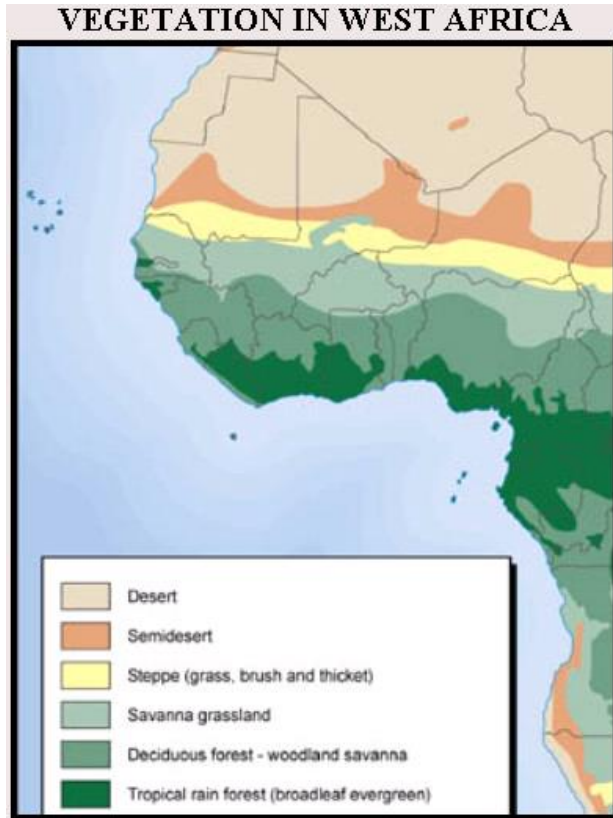 VEGETATION IN WEST AFRICA
Desert
Semidesert
Steppe (grass, brush and thicket)
Savanna grassland
Deciduous forest - woodland savanna
Tropical rain forest (broadleaf evergreen)